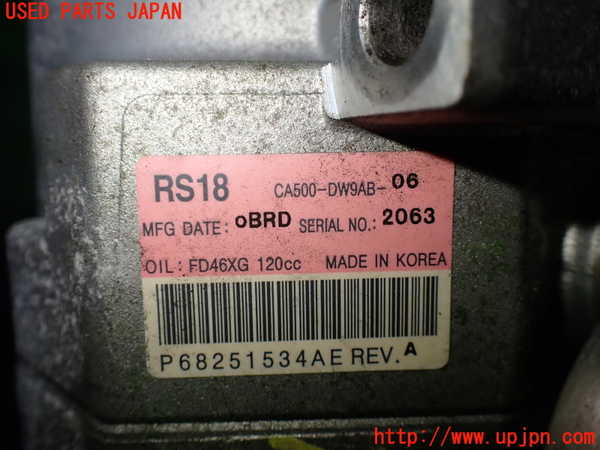 USED PARTS JAPAN
RS18 CA500-DW9AB-06
MFG DATE: oBRD SERIAL NO.: 2063
OIL: FD46XG 120cc MADE IN KOREA
P68251534AE REV. A
http://www.upjpn.com/